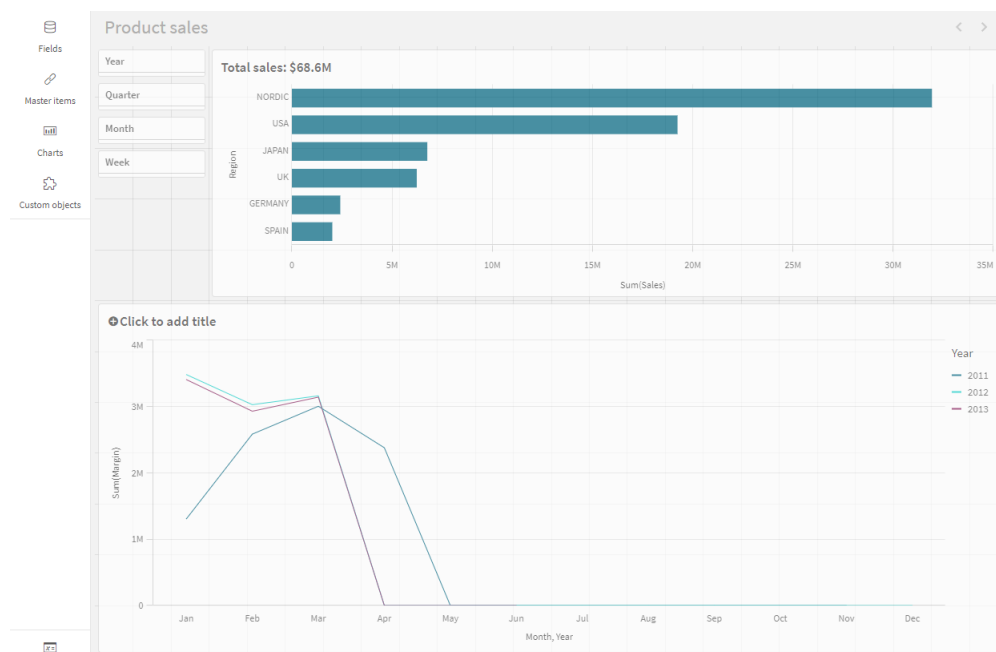 Fields
Master items
Charts
Custom objects
Product sales
Year
Quarter
Month
Week
Total sales: $68.6M
Region
NORDIC
USA
JAPAN
UK
GERMANY
SPAIN
0 5M 10M 15M 20M 25M 30M 35M
Sum(Sales)
Click to add title
Sum(Margin)
4M
3M
2M
1M
0
Jan Feb Mar Apr May Jun Jul Aug Sep Oct Nov Dec
Month, Year
Year
2011
2012
2013